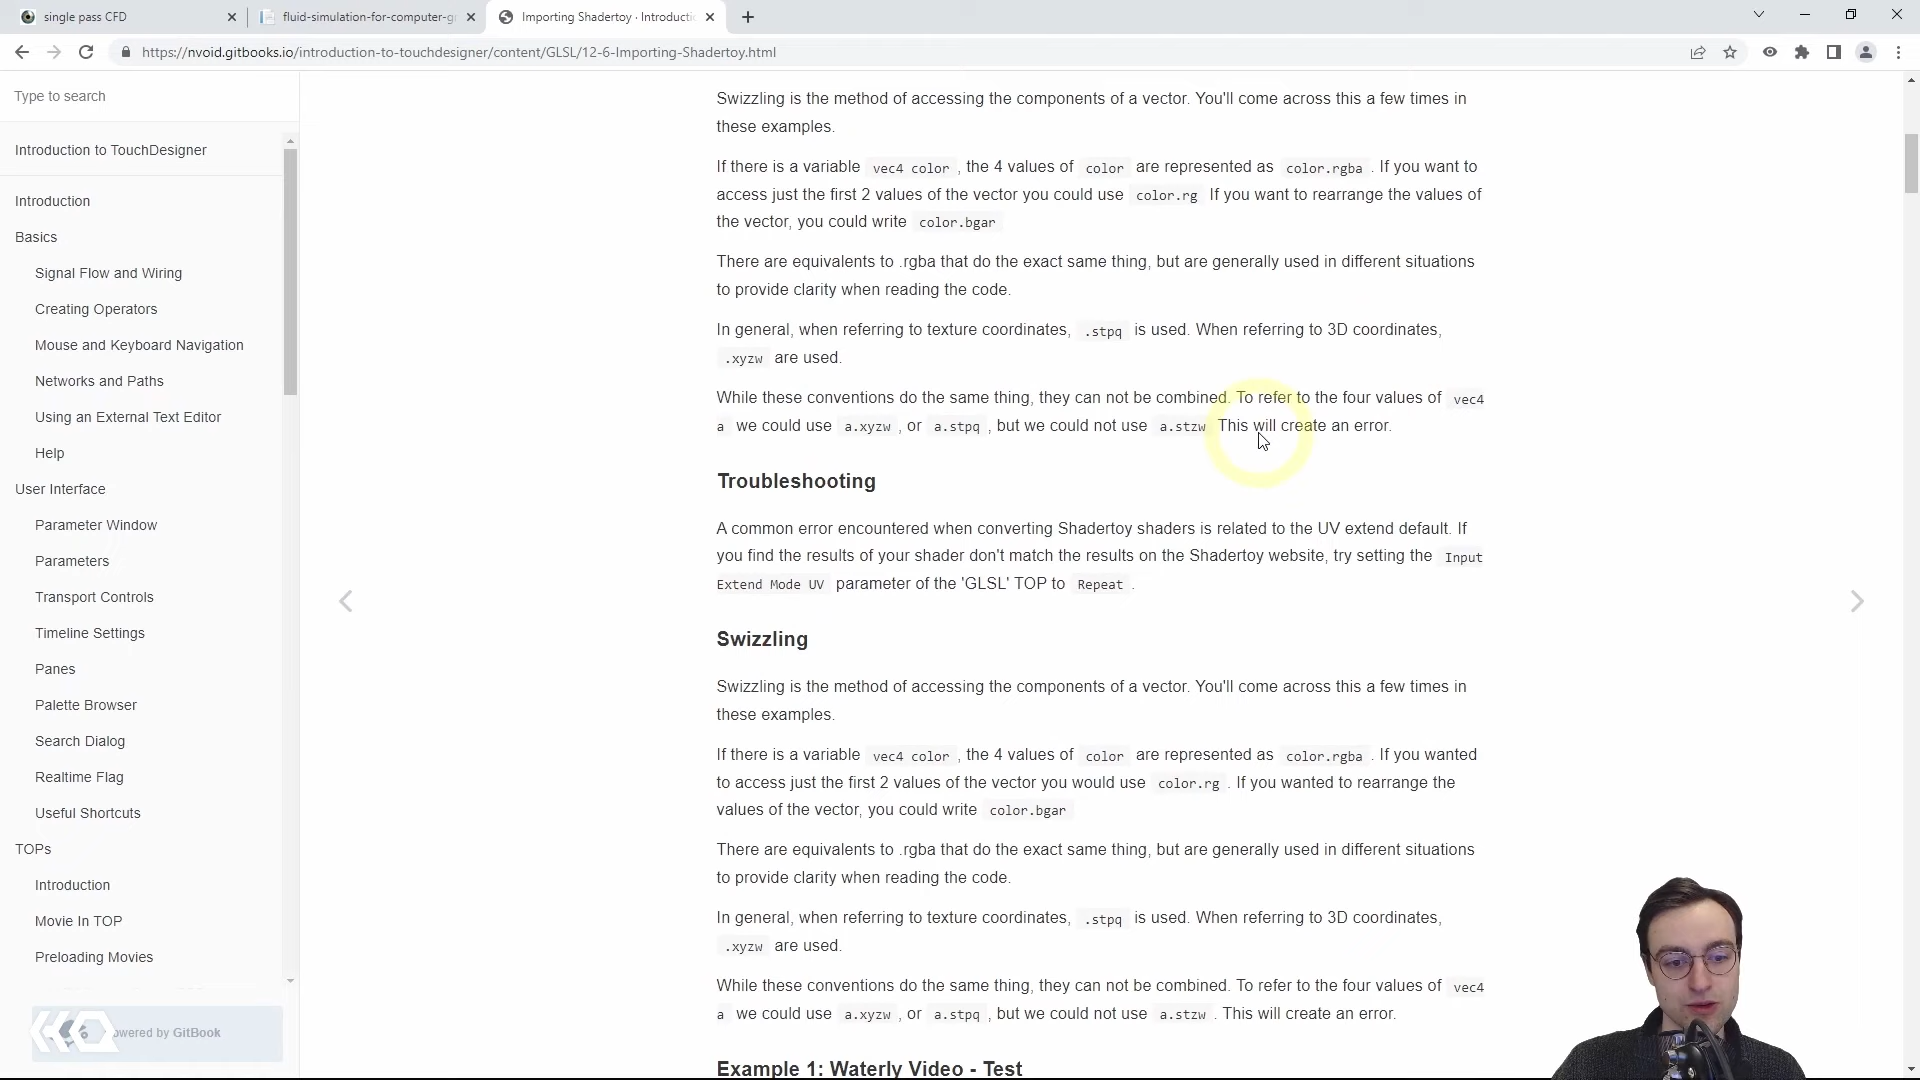 single pass CFD
fluid-simulation-for-computer-gr
Importing Shadertoy · Introductio
https://nvoid.gitbooks.io/introduction-to-touchdesigner/content/GLSL/12-6-Importing-Shadertoy.html
Type to search
Introduction to TouchDesigner
Introduction
Basics
Signal Flow and Wiring
Creating Operators
Mouse and Keyboard Navigation
Networks and Paths
Using an External Text Editor
Help
User Interface
Parameter Window
Parameters
Transport Controls
Timeline Settings
Panes
Palette Browser
Search Dialog
Realtime Flag
Useful Shortcuts
TOPs
Introduction
Movie In TOP
Preloading Movies
powered by GitBook
Swizzling is the method of accessing the components of a vector. You'll come across this a few times in
these examples.
If there is a variable vec4 color , the 4 values of color are represented as color.rgba . If you want to
access just the first 2 values of the vector you could use color.rg If you want to rearrange the values of
the vector, you could write color.bgar
There are equivalents to .rgba that do the exact same thing, but are generally used in different situations
to provide clarity when reading the code.
In general, when referring to texture coordinates, .stpq is used. When referring to 3D coordinates,
.xyzw are used.
While these conventions do the same thing, they can not be combined. To refer to the four values of vec4
a we could use a.xyzw , or a.stpq , but we could not use a.stzw This will create an error.
Troubleshooting
A common error encountered when converting Shadertoy shaders is related to the UV extend default. If
you find the results of your shader don't match the results on the Shadertoy website, try setting the Input
Extend Mode UV parameter of the 'GLSL' TOP to Repeat .
Swizzling
Swizzling is the method of accessing the components of a vector. You'll come across this a few times in
these examples.
If there is a variable vec4 color , the 4 values of color are represented as color.rgba . If you wanted
to access just the first 2 values of the vector you would use color.rg . If you wanted to rearrange the
values of the vector, you could write color.bgar
There are equivalents to .rgba that do the exact same thing, but are generally used in different situations
to provide clarity when reading the code.
In general, when referring to texture coordinates, .stpq is used. When referring to 3D coordinates,
.xyzw are used.
While these conventions do the same thing, they can not be combined. To refer to the four values of vec4
a we could use a.xyzw , or a.stpq , but we could not use a.stzw . This will create an error.
Example 1: Waterly Video - Test